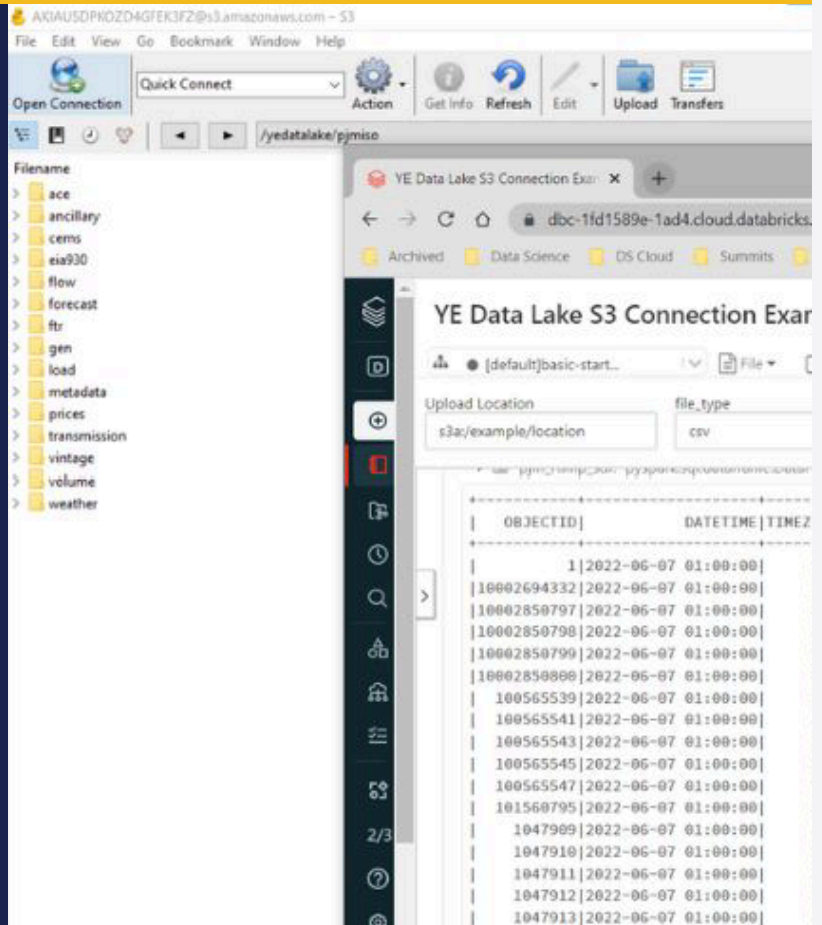 AKIAUSDPKOZD4GFEK3FZ@s3.amazonaws.com – S3
File Edit View Go Bookmark Window Help
Quick Connect
Open Connection Action Get Info Refresh Edit Upload Transfers
/yedatalake/pjmiso
Filename
ace
ancillary
cems
eia930
flow
forecast
ftr
gen
load
metadata
prices
transmission
vintage
volume
weather
YE Data Lake S3 Connection Exar
dbc-1fd1589e-1ad4.cloud.databricks.
Archived Data Science DS Cloud Summits
YE Data Lake S3 Connection Exar
[default]basic-start... File
Upload Location file_type
s3a:/example/location csv
| OBJECTID| DATETIME|TIMEZ
| 1|2022-06-07 01:00:00|
|10002694332|2022-06-07 01:00:00|
|10002850797|2022-06-07 01:00:00|
|10002850798|2022-06-07 01:00:00|
|10002850799|2022-06-07 01:00:00|
|10002850800|2022-06-07 01:00:00|
| 100565539|2022-06-07 01:00:00|
| 100565541|2022-06-07 01:00:00|
| 100565543|2022-06-07 01:00:00|
| 100565545|2022-06-07 01:00:00|
| 100565547|2022-06-07 01:00:00|
| 101560795|2022-06-07 01:00:00|
| 1047909|2022-06-07 01:00:00|
| 1047910|2022-06-07 01:00:00|
| 1047911|2022-06-07 01:00:00|
| 1047912|2022-06-07 01:00:00|
| 1047913|2022-06-07 01:00:00|
D
2/3